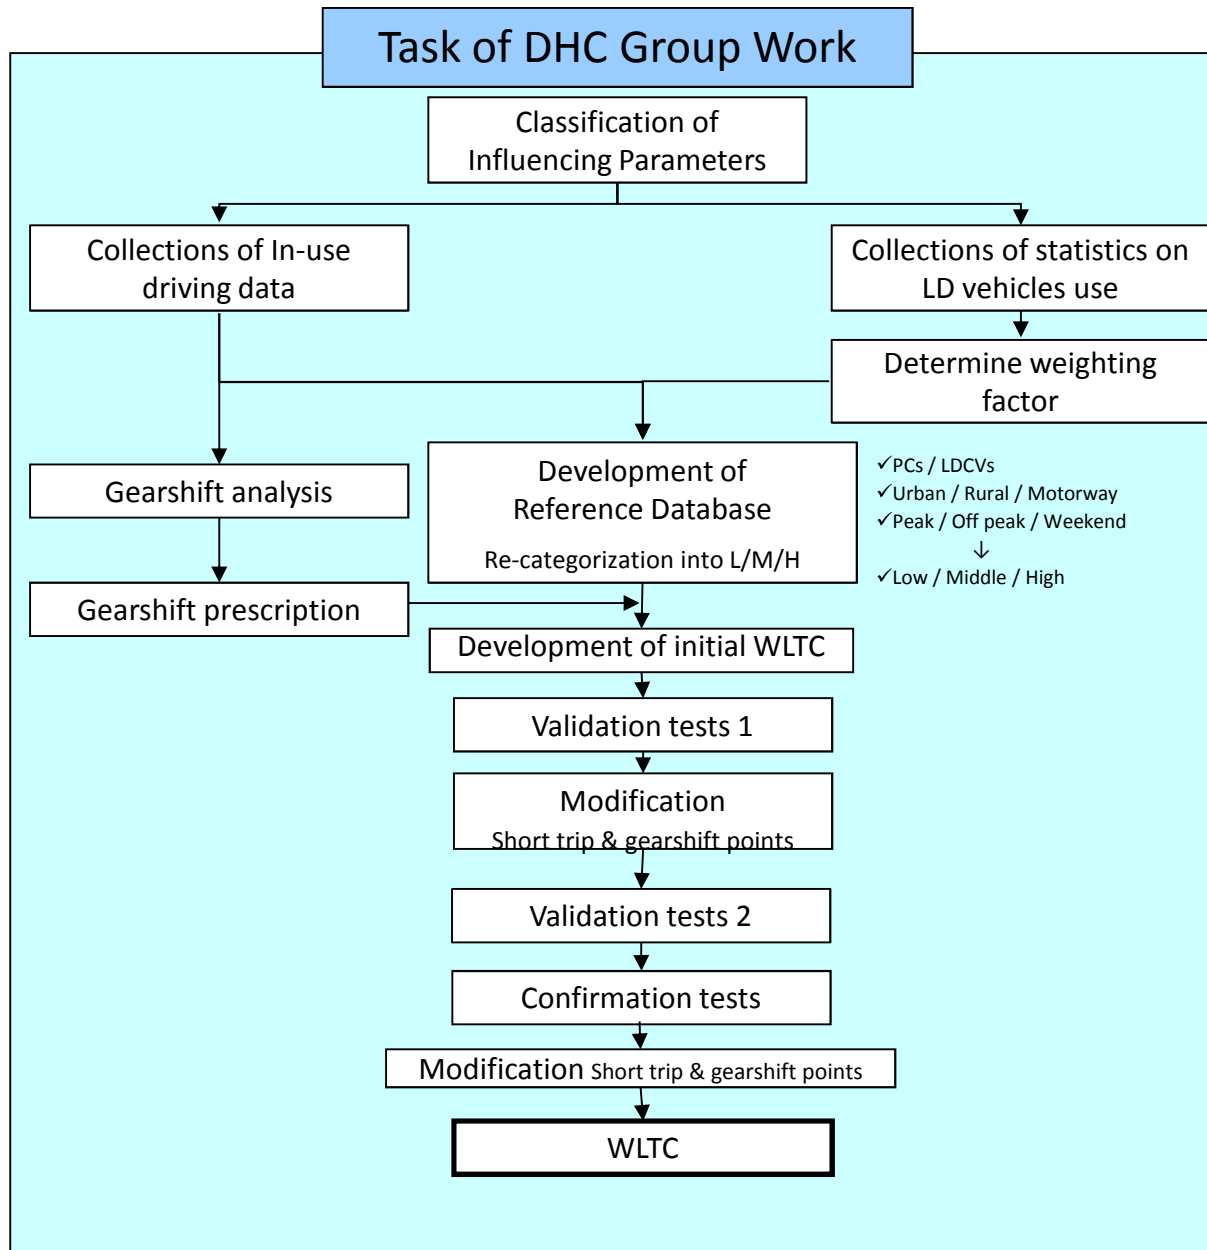 Task of DHC Group Work
Classification of
Influencing Parameters
Collections of In-use
driving data
Collections of statistics on
LD vehicles use
Determine weighting
factor
Gearshift analysis
Development of
Reference Database
Re-categorization into L/M/H
✓PCs / LDCVs
✓Urban / Rural / Motorway
✓Peak / Off peak / Weekend
↓
✓Low / Middle / High
Gearshift prescription
Development of initial WLTC
Validation tests 1
Modification
Short trip & gearshift points
Validation tests 2
Confirmation tests
Modification Short trip & gearshift points
WLTC